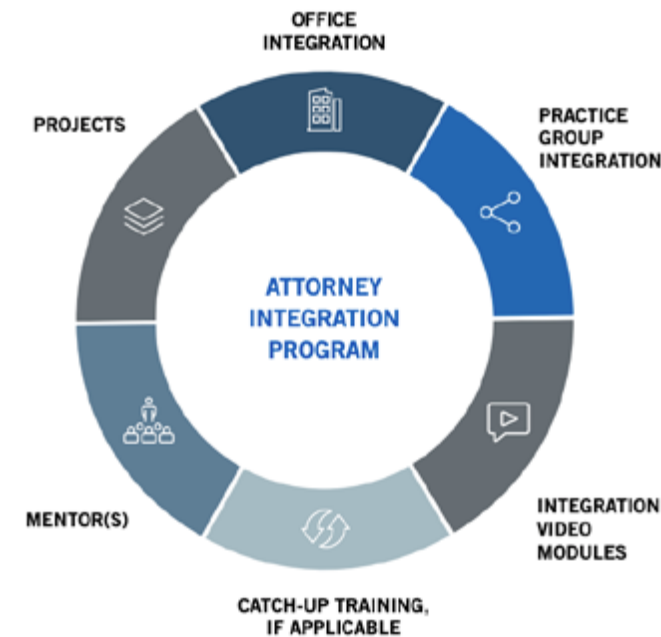 OFFICE
INTEGRATION
PRACTICE
GROUP
INTEGRATION
PROJECTS
ATTORNEY
INTEGRATION
PROGRAM
MENTOR(S)
INTEGRATION
VIDEO
MODULES
CATCH-UP TRAINING,
IF APPLICABLE